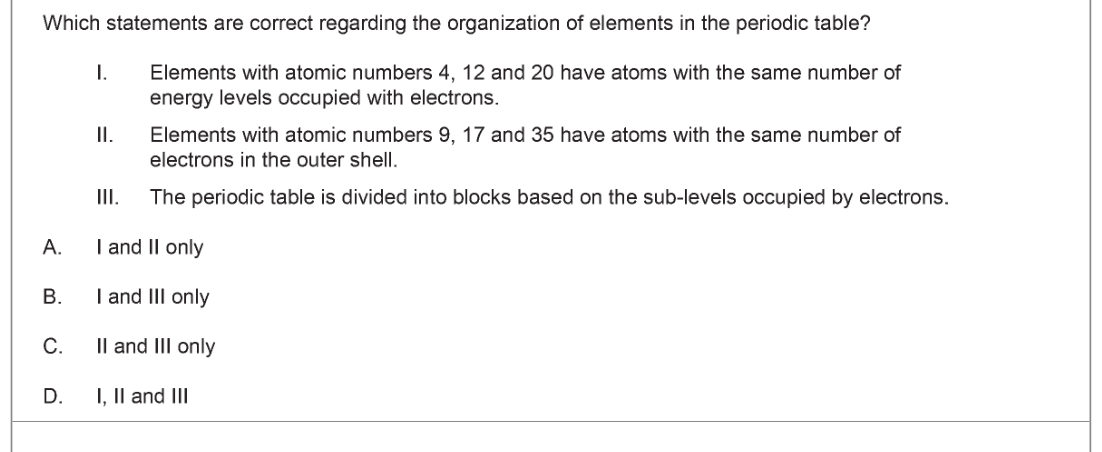 Which statements are correct regarding the organization of elements in the periodic table?
I. Elements with atomic numbers 4, 12 and 20 have atoms with the same number of
energy levels occupied with electrons.
II. Elements with atomic numbers 9, 17 and 35 have atoms with the same number of
electrons in the outer shell.
III. The periodic table is divided into blocks based on the sub-levels occupied by electrons.
A. I and II only
B. I and III only
C. II and III only
D. I, II and III